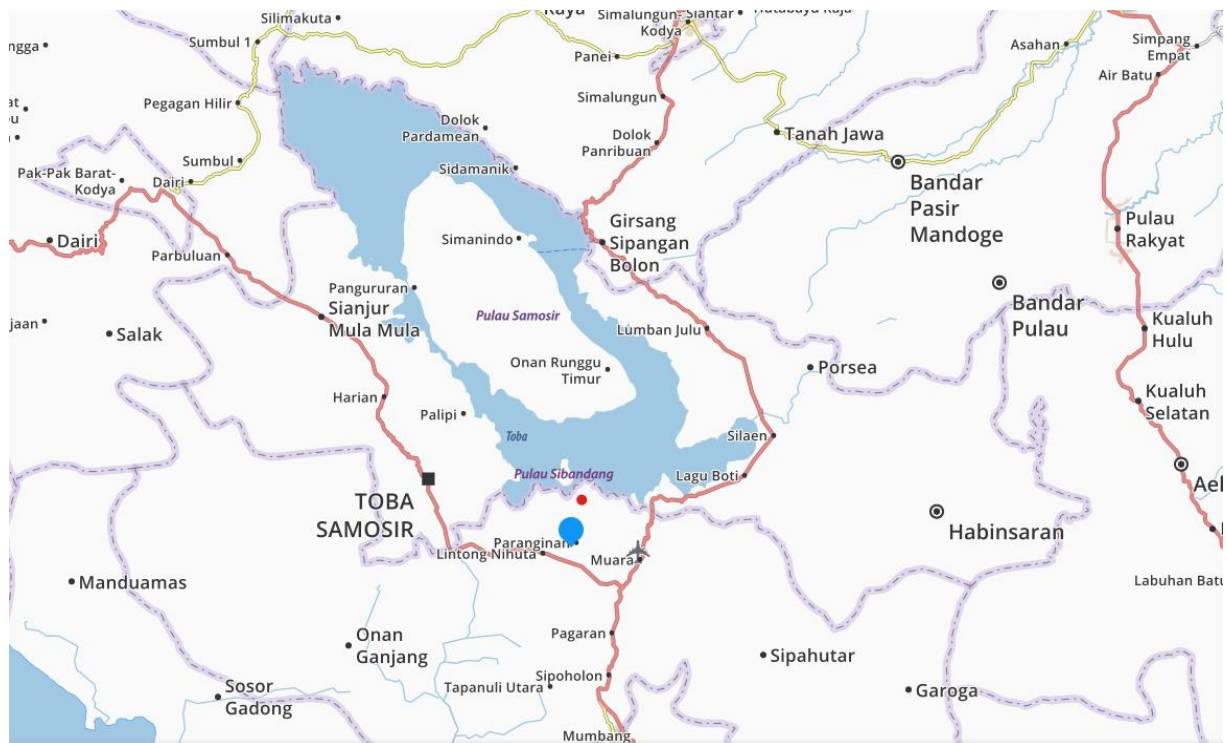 Silimakuta
Raya
Simalungun- Siantar
Kodya
Hutabayu Raja
Sumbul 1
Panei
Asahan
Simpang
Empat
Air Batu
Pegagan Hilir
Simalungun
Dolok
Pardamean
Dolok
Panribuan
Tanah Jawa
Sumbul
Sidamanik
Pak-Pak Barat-
Kodya
Dairi
Bandar
Pasir
Mandoge
Dairi
Simanindo
Girsang
Sipangan
Bolon
Pulau
Rakyat
Parbuluan
Pangururan
Sianjur
Mula Mula
Pulau Samosir
Bandar
Pulau
Salak
Lumban Julu
Kualuh
Hulu
Onan Runggu
Timur
Porsea
Harian
Palipi
Kualuh
Selatan
Toba
Silaen
Pulau Sibandang
Lagu Boti
TOBA
SAMOSIR
Habinsaran
Paranginan
Lintong Nihuta
Muara
Manduamas
Labuhan Batu
Onan
Ganjang
Pagaran
Sipahutar
Sipoholon
Tapanuli Utara
Sosor
Gadong
Garoga
Mumbang